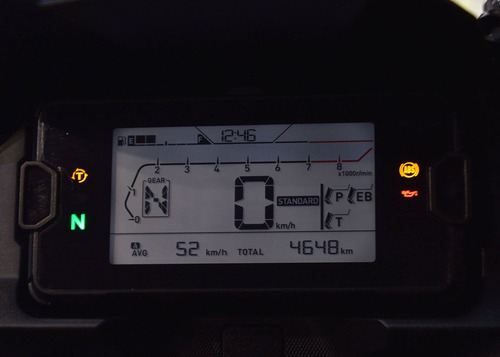 E F 12:46
2 3 4 5 6 7 8
x1000r/min
GEAR
N
0
0 km/h
STANDARD
P EB
T
T
N
ABS
A AVG 52 km/h TOTAL 4648 km